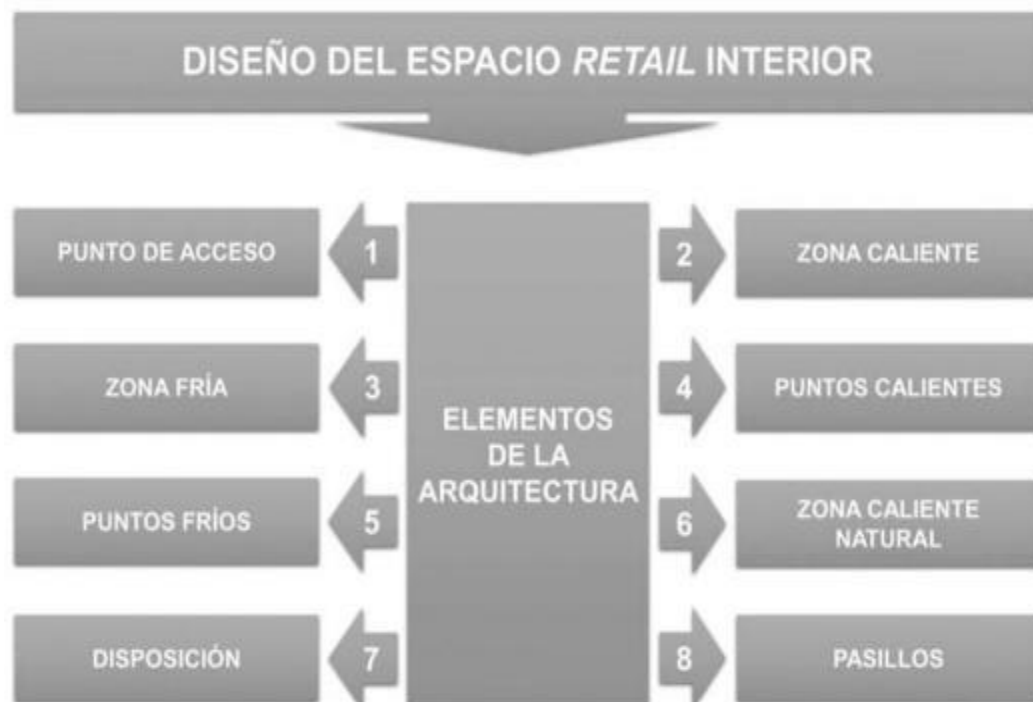 DISEÑO DEL ESPACIO RETAIL INTERIOR
PUNTO DE ACCESO
1
2
ZONA CALIENTE
ZONA FRÍA
3
4
PUNTOS CALIENTES
ELEMENTOS
DE LA
ARQUITECTURA
PUNTOS FRÍOS
5
6
ZONA CALIENTE
NATURAL
DISPOSICIÓN
7
8
PASILLOS